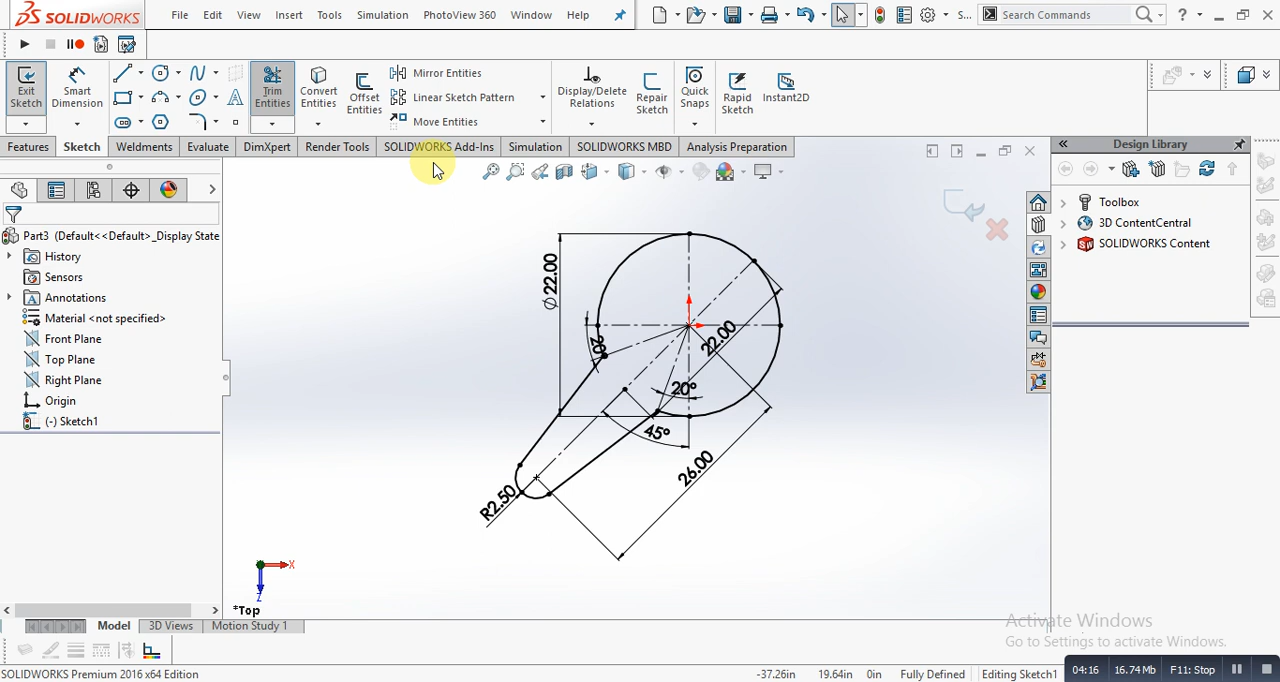 SOLIDWORKS File Edit View Insert Tools Simulation PhotoView 360 Window Help S... Search Commands ?
Exit Sketch
Smart Dimension
Trim Entities
Convert Entities
Offset Entities
Mirror Entities
Linear Sketch Pattern
Move Entities
Display/Delete Relations
Repair Sketch
Quick Snaps
Rapid Sketch
Instant2D
Features Sketch Weldments Evaluate DimXpert Render Tools SOLIDWORKS Add-Ins Simulation SOLIDWORKS MBD Analysis Preparation
Design Library
Part3 (Default<<Default>_Display State
History
Sensors
Annotations
Material <not specified>
Front Plane
Top Plane
Right Plane
Origin
(-) Sketch1
Toolbox
3D ContentCentral
SOLIDWORKS Content
∅22.00
20°
22.00
20°
45°
26.00
R2.50
X
Z
*Top
Model 3D Views Motion Study 1
Activate Windows
Go to Settings to activate Windows.
SOLIDWORKS Premium 2016 x64 Edition -37.26in 19.64in 0in Fully Defined Editing Sketch1
04:16 16.74 MB F11: Stop